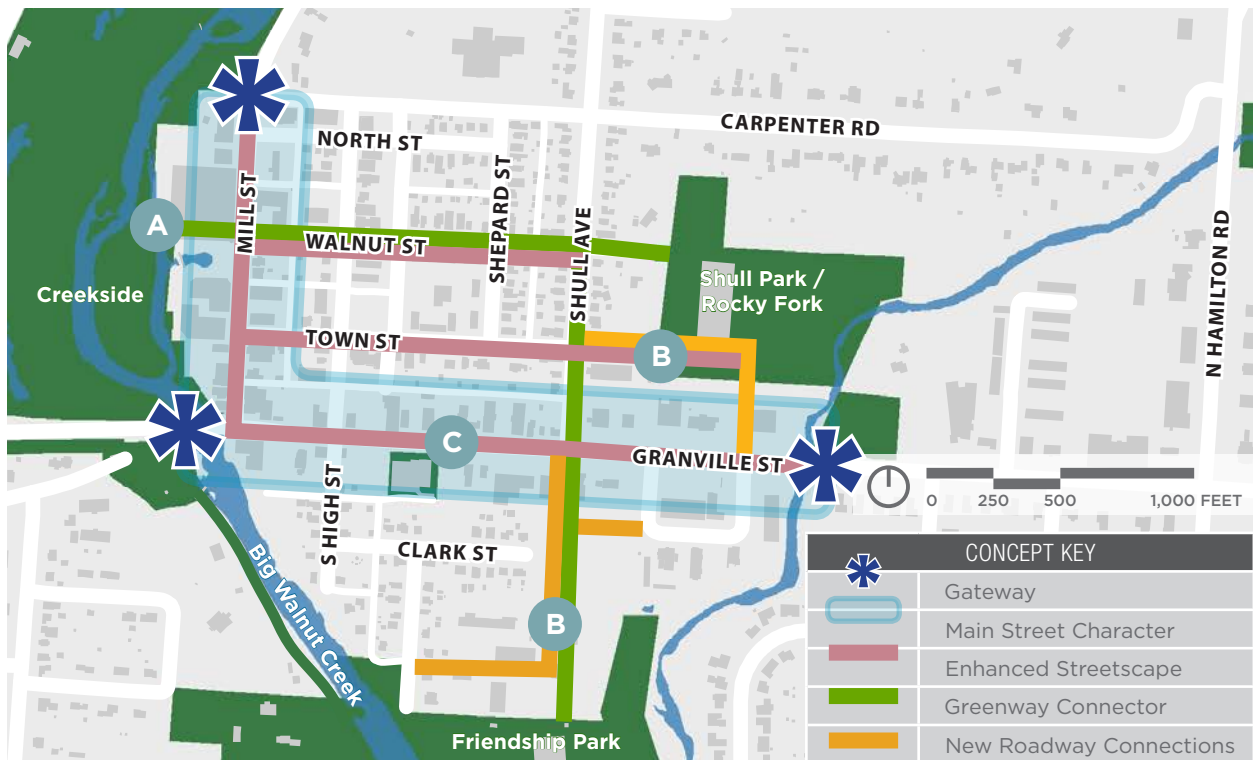 CARPENTER RD
NORTH ST
SHEPARD ST
MILL ST
A
WALNUT ST
SHULL AVE
N HAMILTON RD
Creekside
Shull Park /
Rocky Fork
TOWN ST
B
C
GRANVILLE ST
0 250 500 1,000 FEET
S HIGH ST
CLARK ST
Big Walnut Creek
B
Friendship Park
CONCEPT KEY
Gateway
Main Street Character
Enhanced Streetscape
Greenway Connector
New Roadway Connections